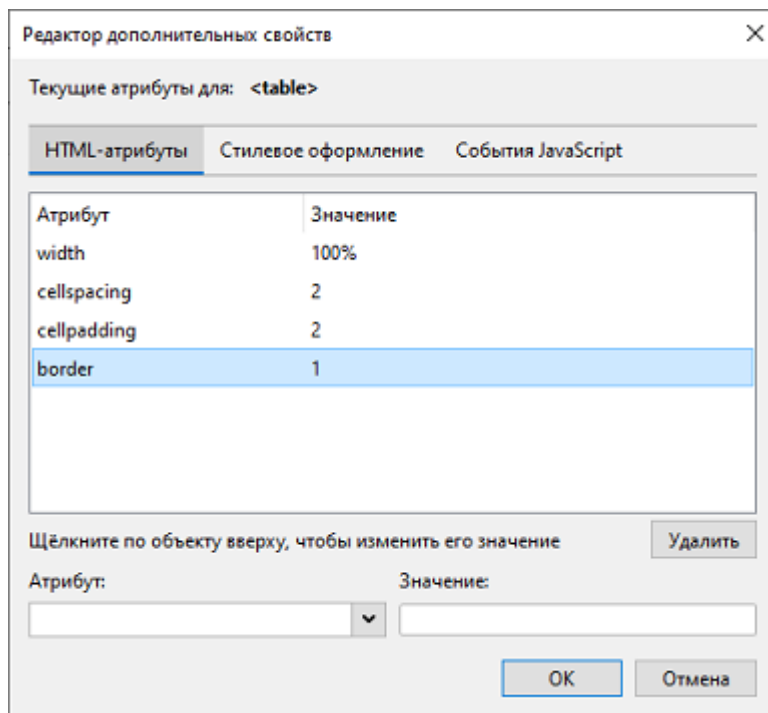 Редактор дополнительных свойств
Текущие атрибуты для: <table>
HTML-атрибуты Стилевое оформление События JavaScript
Атрибут Значение
width 100%
cellspacing 2
cellpadding 2
border 1
Щёлкните по объекту вверху, чтобы изменить его значение Удалить
Атрибут: Значение:
OK Отмена